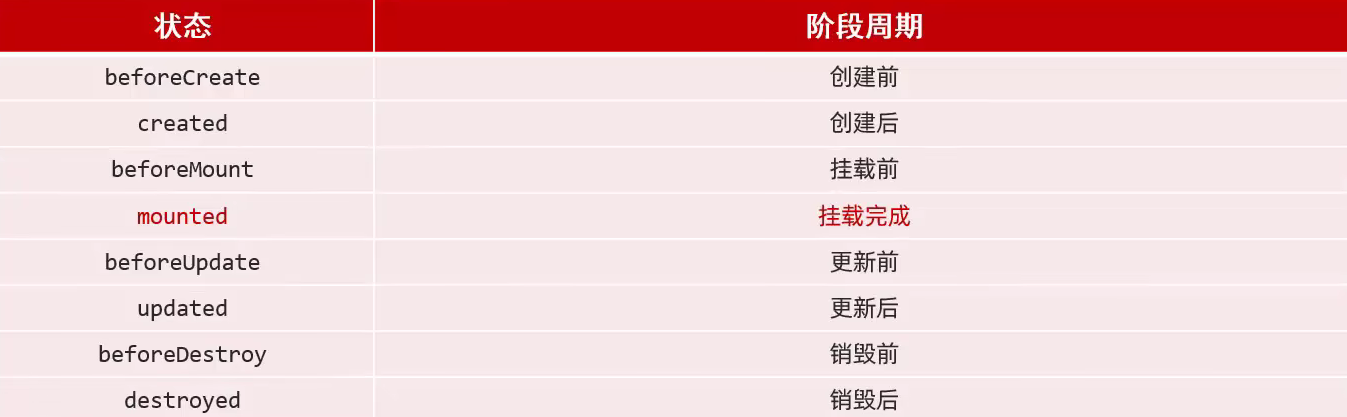 状态 阶段周期
beforeCreate 创建前
created 创建后
beforeMount 挂载前
mounted 挂载完成
beforeUpdate 更新前
updated 更新后
beforeDestroy 销毁前
destroyed 销毁后